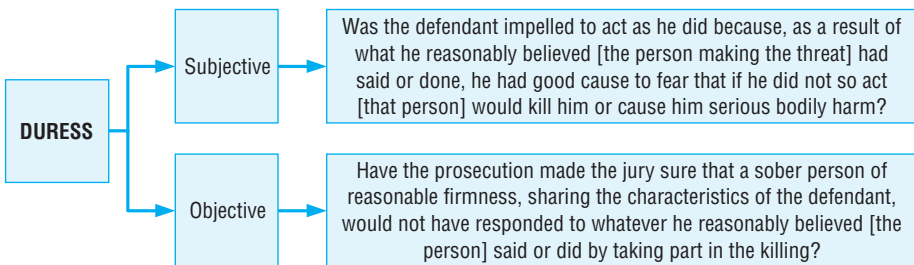 DURESS
Subjective
Was the defendant impelled to act as he did because, as a result of
what he reasonably believed [the person making the threat] had
said or done, he had good cause to fear that if he did not so act
[that person] would kill him or cause him serious bodily harm?
Objective
Have the prosecution made the jury sure that a sober person of
reasonable firmness, sharing the characteristics of the defendant,
would not have responded to whatever he reasonably believed [the
person] said or did by taking part in the killing?